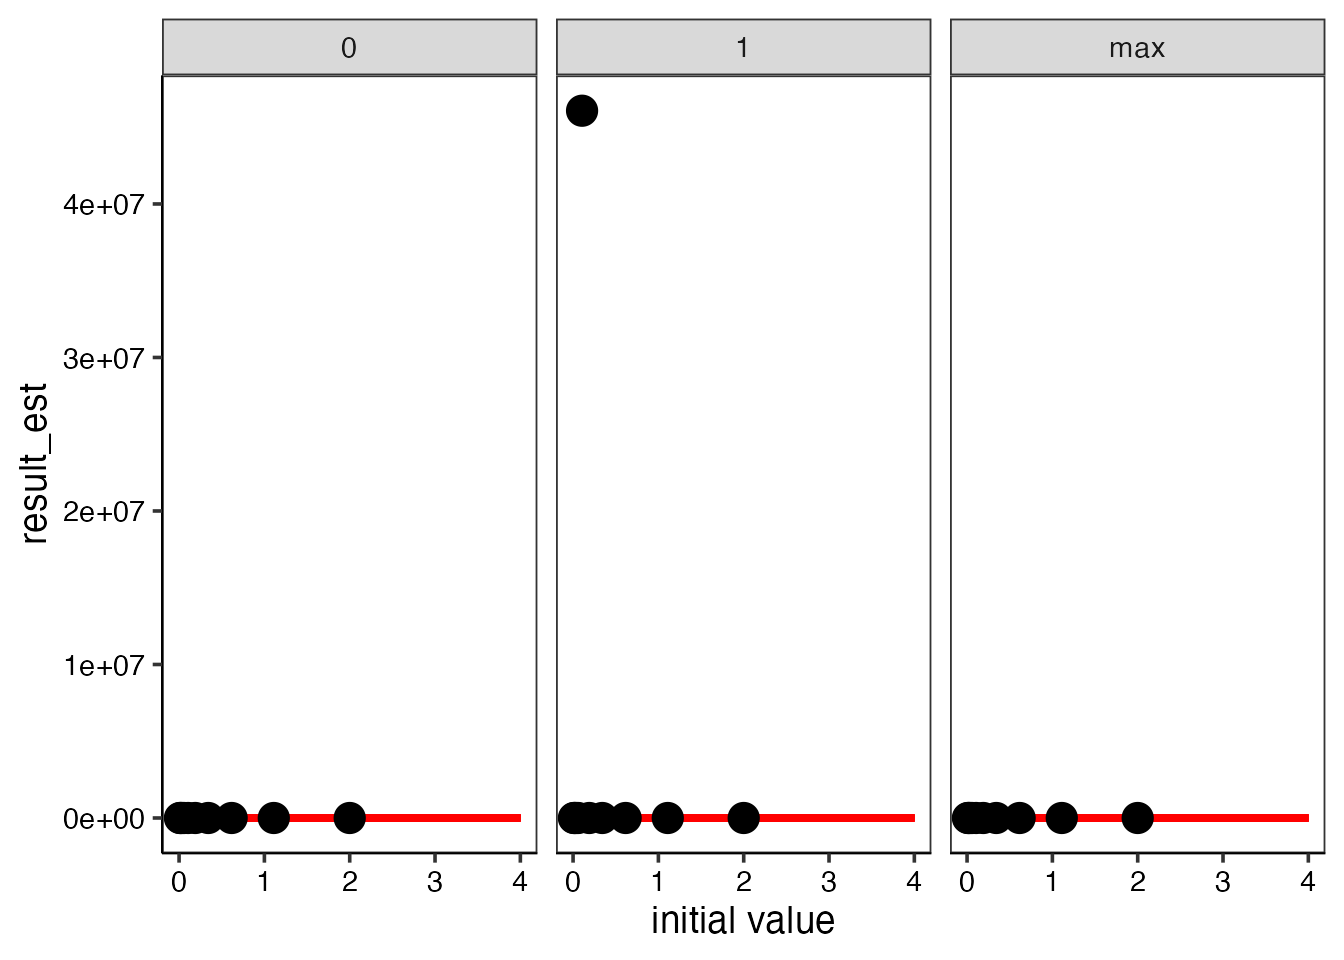 0 1 max
4e+07
3e+07
2e+07
1e+07
0e+00
result_est
0 1 2 3 4 0 1 2 3 4 0 1 2 3 4
initial value